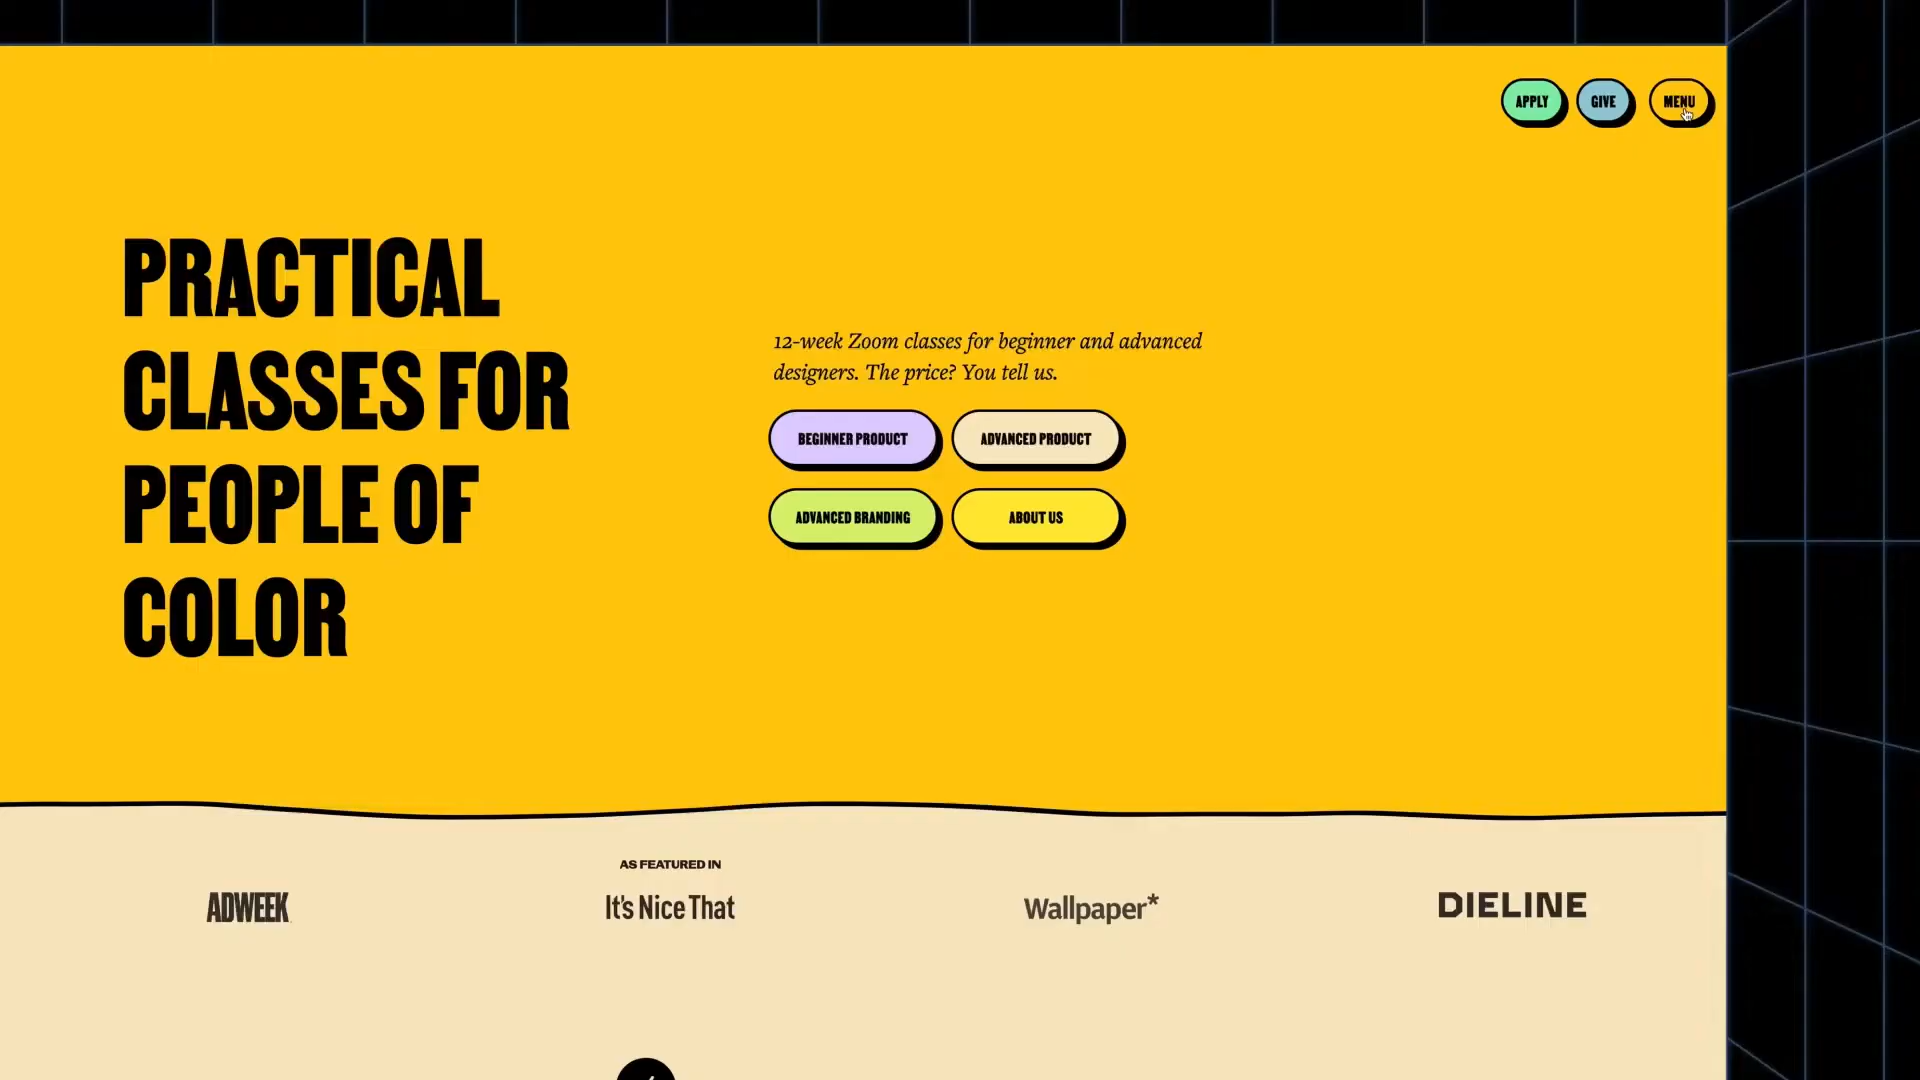 APPLY
GIVE
MENU
PRACTICAL
CLASSES FOR
PEOPLE OF
COLOR
12-week Zoom classes for beginner and advanced
designers. The price? You tell us.
BEGINNER PRODUCT
ADVANCED PRODUCT
ADVANCED BRANDING
ABOUT US
AS FEATURED IN
ADWEEK
It's Nice That
Wallpaper*
DIELINE